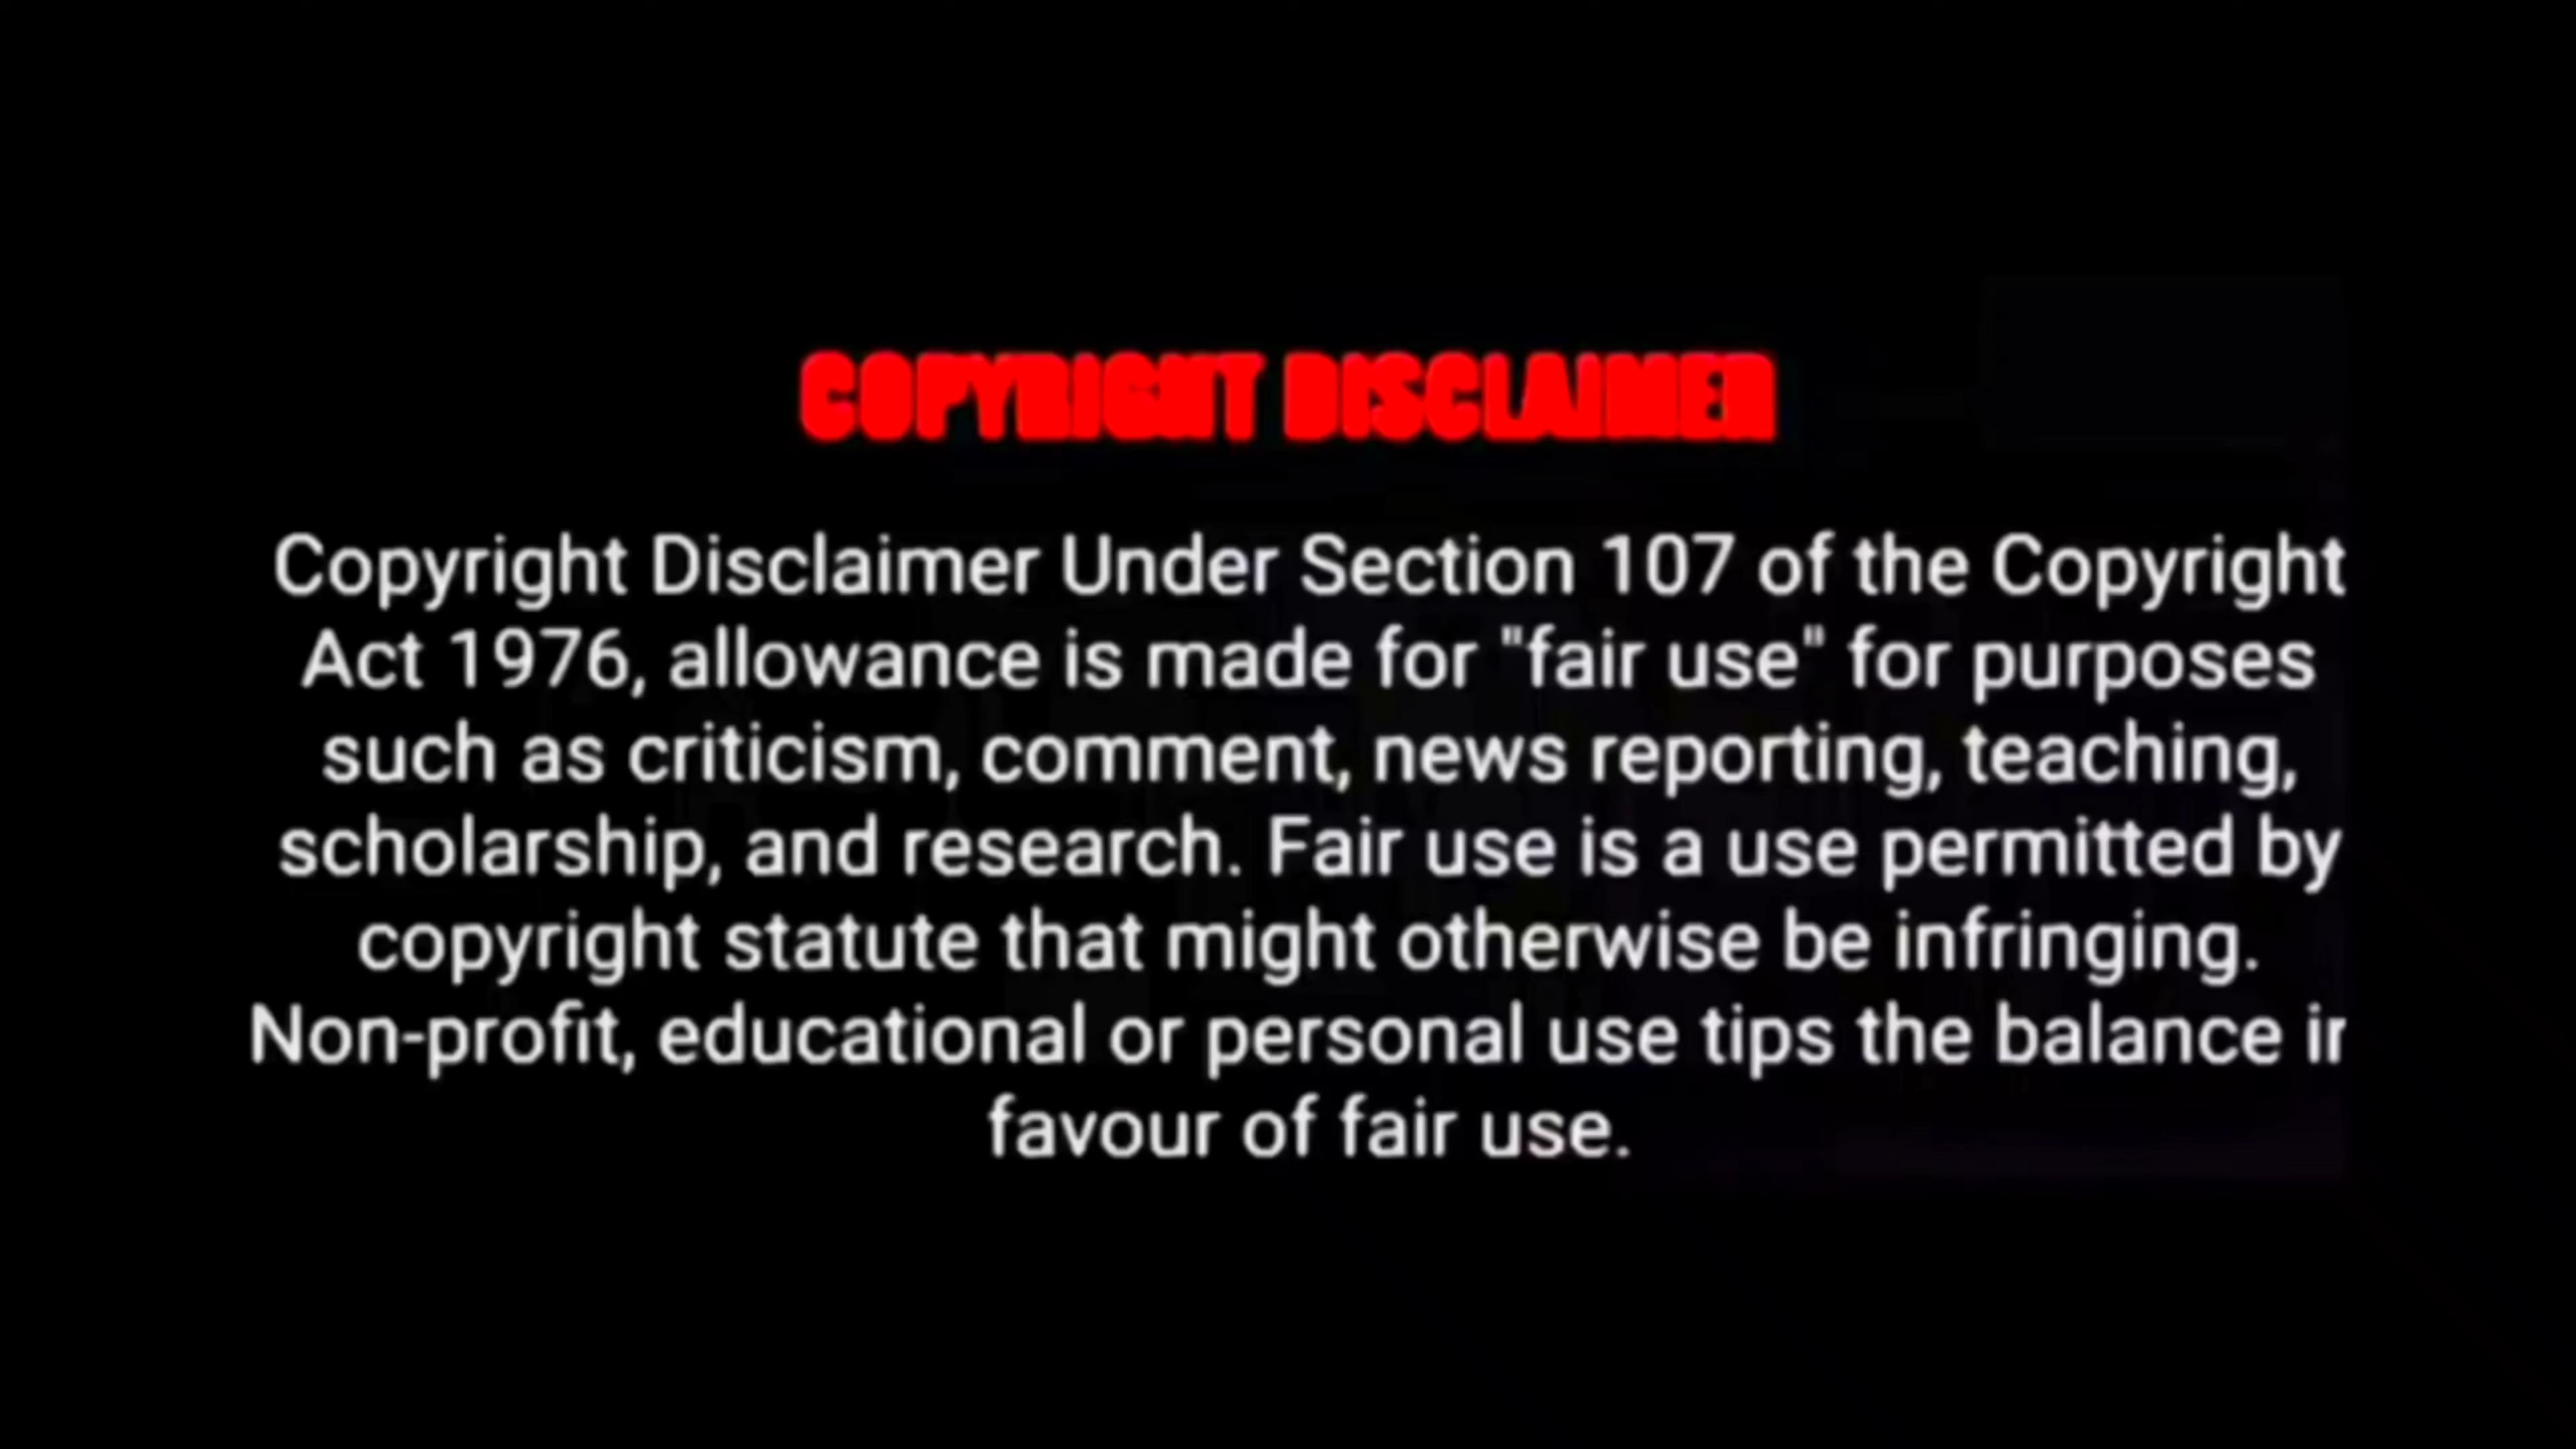 COPYRIGHT DISCLAIMER
Copyright Disclaimer Under Section 107 of the Copyright
Act 1976, allowance is made for "fair use" for purposes
such as criticism, comment, news reporting, teaching,
scholarship, and research. Fair use is a use permitted by
copyright statute that might otherwise be infringing.
Non-profit, educational or personal use tips the balance in
favour of fair use.